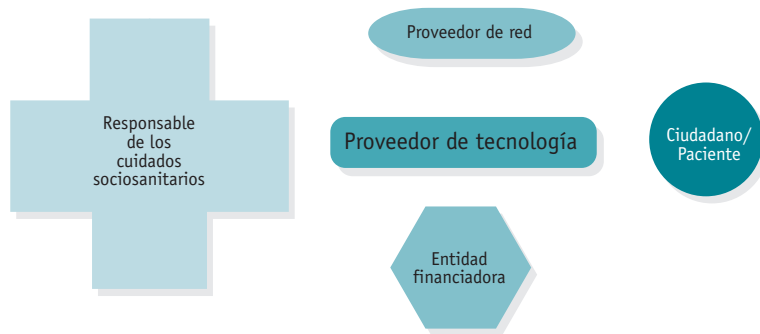 Responsable
de los
cuidados
sociosanitarios
Proveedor de red
Proveedor de tecnología
Entidad
financiadora
Ciudadano/
Paciente